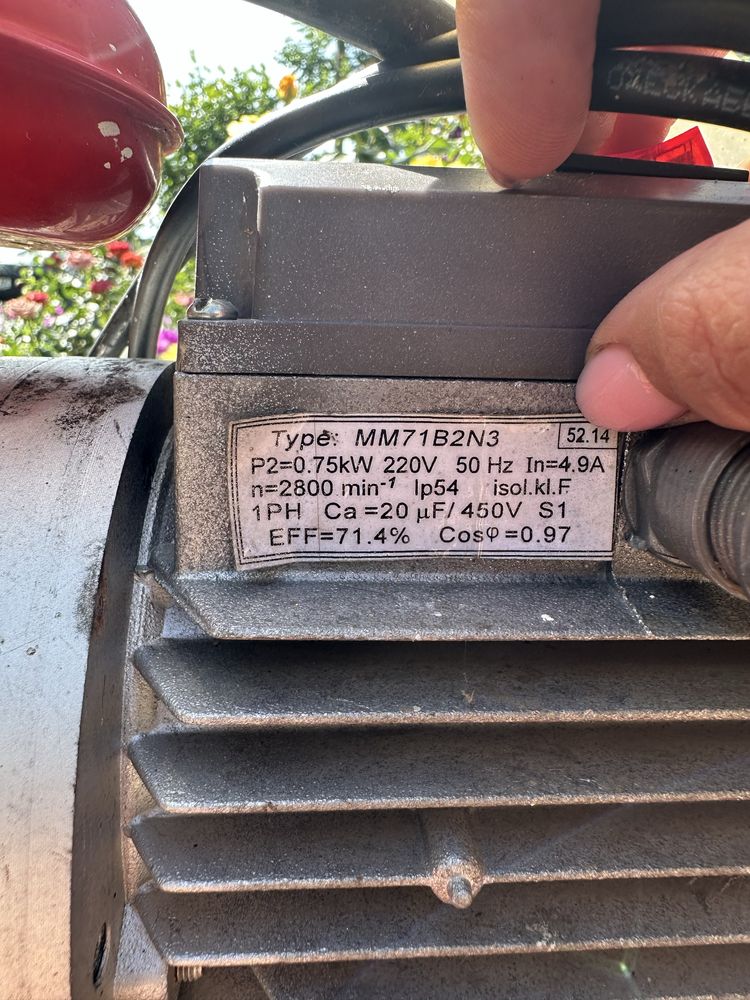 Type: MM71B2N3 52.14
P2=0.75kW 220V 50 Hz In=4.9A
n=2800 min⁻¹ Ip54 isol.kl.F
1PH Ca=20 µF/450V S1
EFF=71.4% Cosφ=0.97